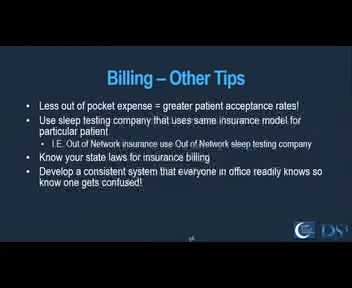 Billing – Other Tips
• Less out of pocket expense = greater patient acceptance rates!
• Use sleep testing company that uses same insurance model for
particular patient
• I.E. Out of Network insurance use Out of Network sleep testing company
• Know your state laws for insurance billing
• Develop a consistent system that everyone in office readily knows so
know one gets confused!
DS3